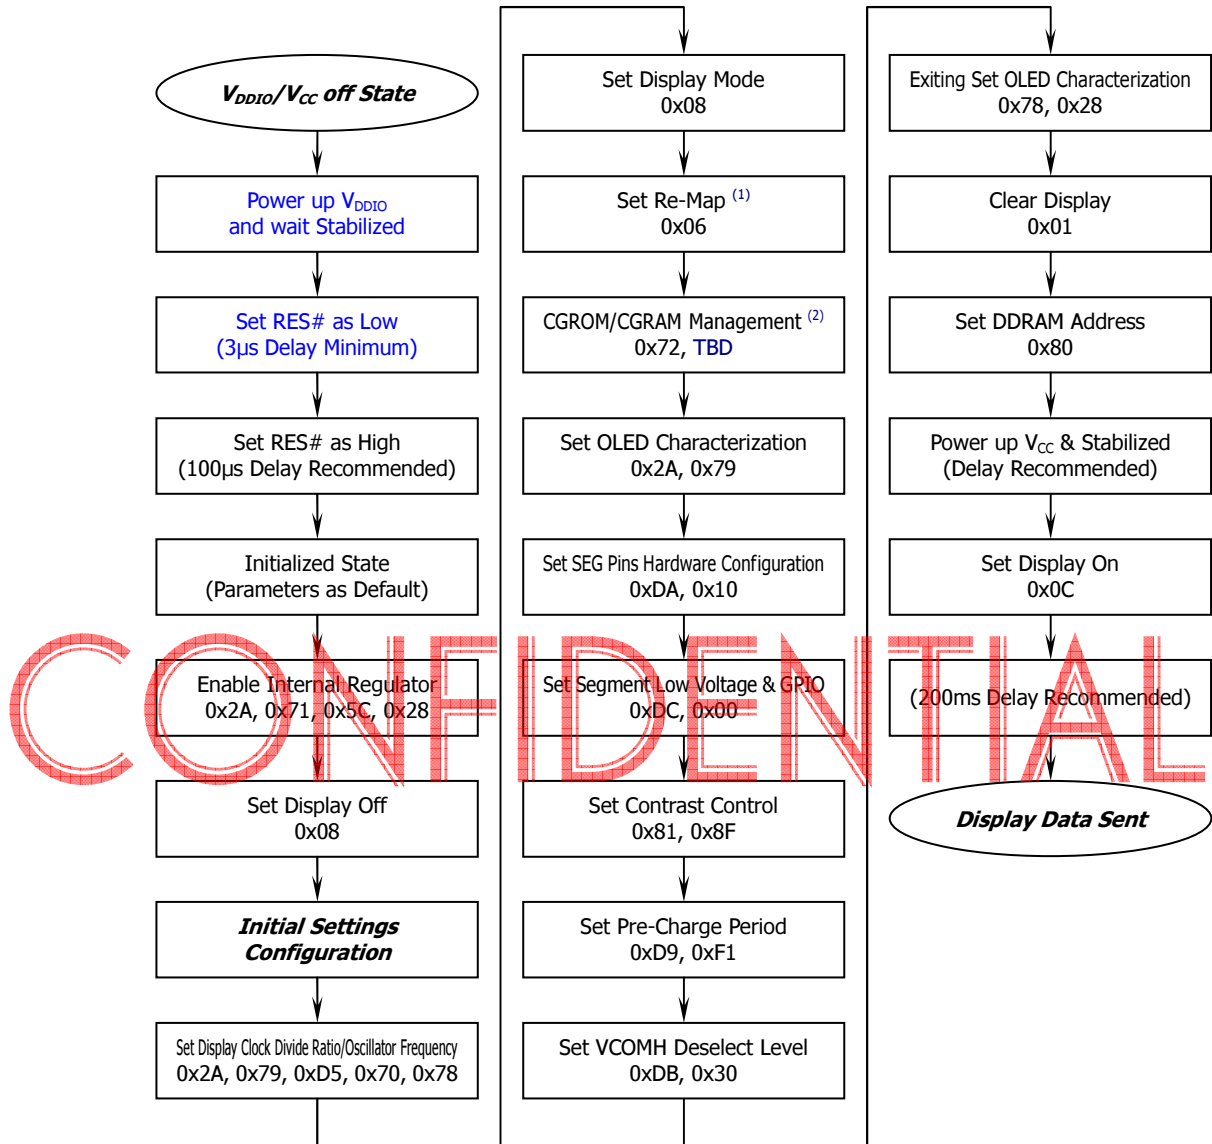 V_DDIO/V_CC off State
Power up V_DDIO
and wait Stabilized
Set RES# as Low
(3µs Delay Minimum)
Set RES# as High
(100µs Delay Recommended)
Initialized State
(Parameters as Default)
Enable Internal Regulator
0x2A, 0x71, 0x5C, 0x28
Set Display Off
0x08
Initial Settings
Configuration
Set Display Clock Divide Ratio/Oscillator Frequency
0x2A, 0x79, 0xD5, 0x70, 0x78
Set Display Mode
0x08
Set Re-Map (1)
0x06
CGROM/CGRAM Management (2)
0x72, TBD
Set OLED Characterization
0x2A, 0x79
Set SEG Pins Hardware Configuration
0xDA, 0x10
Set Segment Low Voltage & GPIO
0xDC, 0x00
Set Contrast Control
0x81, 0x8F
Set Pre-Charge Period
0xD9, 0xF1
Set VCOMH Deselect Level
0xDB, 0x30
Exiting Set OLED Characterization
0x78, 0x28
Clear Display
0x01
Set DDRAM Address
0x80
Power up V_CC & Stabilized
(Delay Recommended)
Set Display On
0x0C
(200ms Delay Recommended)
Display Data Sent
CONFIDENTIAL